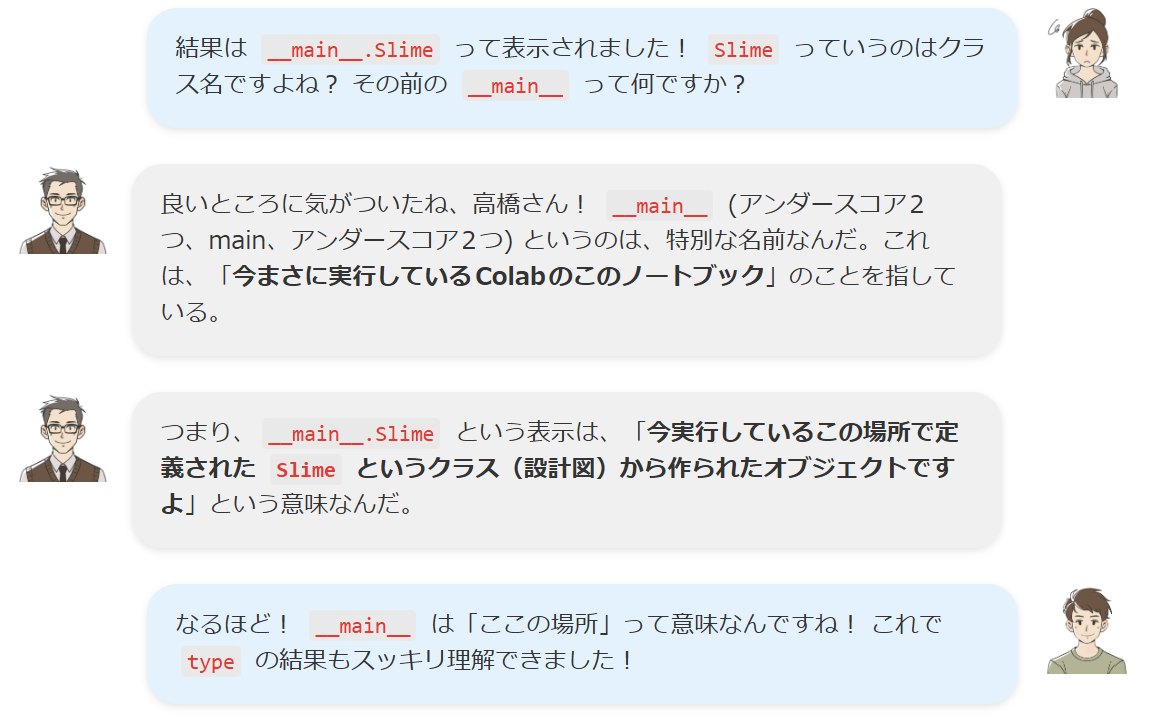 結果は __main__.Slime って表示されました！ Slime っていうのはクラ
ス名ですよね？ その前の __main__ って何ですか？
良いところに気がついたね、高橋さん！ __main__ (アンダースコア２
つ、main、アンダースコア２つ) というのは、特別な名前なんだ。これ
は、「今まさに実行しているColabのこのノートブック」のことを指して
いる。
つまり、 __main__.Slime という表示は、「今実行しているこの場所で定
義された Slime というクラス（設計図）から作られたオブジェクトです
よ」という意味なんだ。
なるほど！ __main__ は「ここの場所」って意味なんですね！ これで
type の結果もスッキリ理解できました！